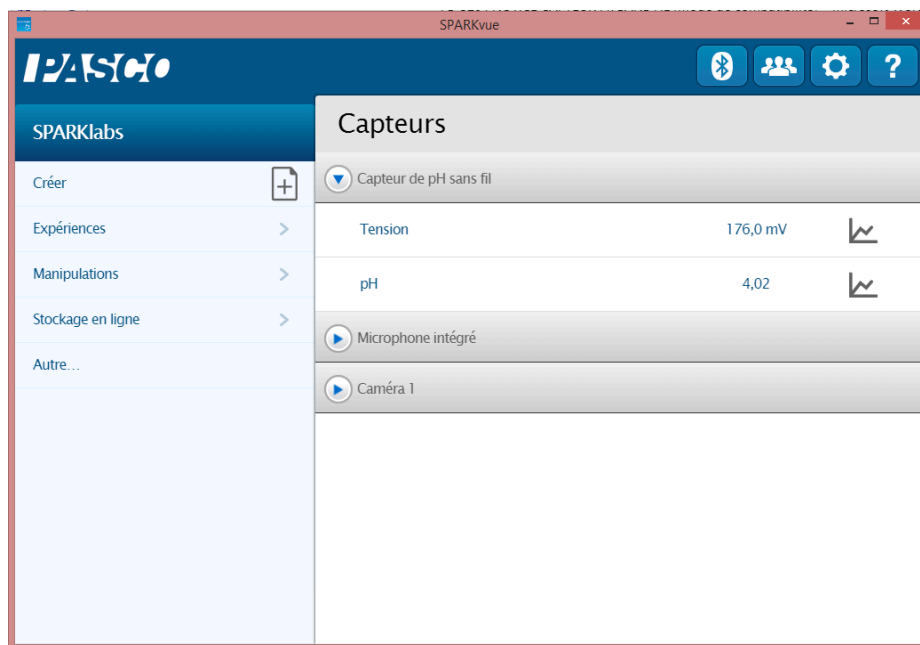 SPARKvue
PASCO
?
SPARKlabs
Capteurs
Créer
Capteur de pH sans fil
Expériences
Tension 176,0 mV
Manipulations
pH 4,02
Stockage en ligne
Microphone intégré
Autre...
Caméra 1